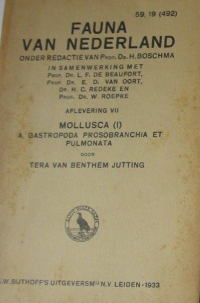 59, 19 (492)
FAUNA
VAN NEDERLAND
ONDER REDACTIE VAN PROF. DR. H. BOSCHMA
IN SAMENWERKING MET
PROF. DR. L. F. DE BEAUFORT,
PROF. DR. E. D. VAN OORT,
DR. H. C. REDEKE EN
PROF. DR. W. ROEPKE
AFLEVERING VII
MOLLUSCA (I)
A. GASTROPODA PROSOBRANCHIA ET
PULMONATA
DOOR
TERA VAN BENTHEM JUTTING
.W. SIJTHOFF'S UITGEVERSMIJ N.V. LEIDEN-1933